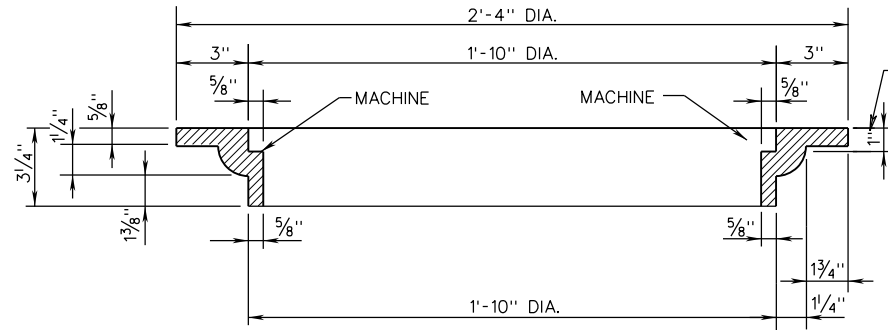 2'-4" DIA.
3" 1'-10" DIA. 3"
5/8" 5/8"
MACHINE MACHINE
5/8"
1 1/4"
3 1/4"
1 3/8"
1"
5/8" 5/8"
1 3/4"
1'-10" DIA. 1 1/4"